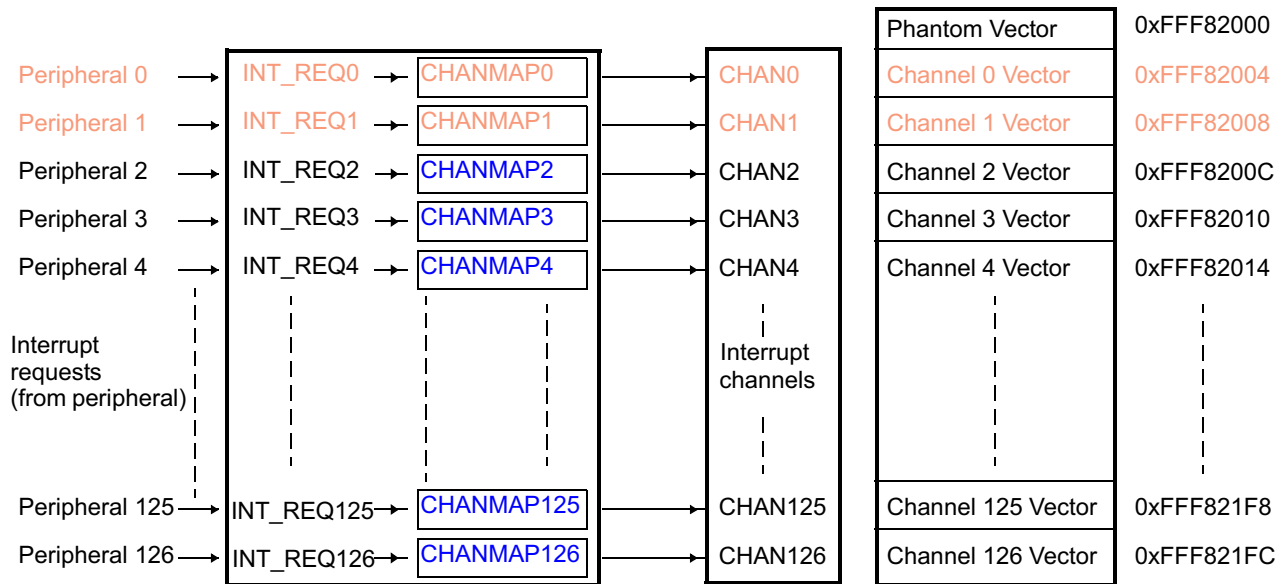 Phantom Vector 0xFFF82000
Peripheral 0 INT_REQ0 CHANMAP0 CHAN0 Channel 0 Vector 0xFFF82004
Peripheral 1 INT_REQ1 CHANMAP1 CHAN1 Channel 1 Vector 0xFFF82008
Peripheral 2 INT_REQ2 CHANMAP2 CHAN2 Channel 2 Vector 0xFFF8200C
Peripheral 3 INT_REQ3 CHANMAP3 CHAN3 Channel 3 Vector 0xFFF82010
Peripheral 4 INT_REQ4 CHANMAP4 CHAN4 Channel 4 Vector 0xFFF82014
Interrupt
requests
(from peripheral)
Interrupt
channels
Peripheral 125 INT_REQ125 CHANMAP125 CHAN125 Channel 125 Vector 0xFFF821F8
Peripheral 126 INT_REQ126 CHANMAP126 CHAN126 Channel 126 Vector 0xFFF821FC